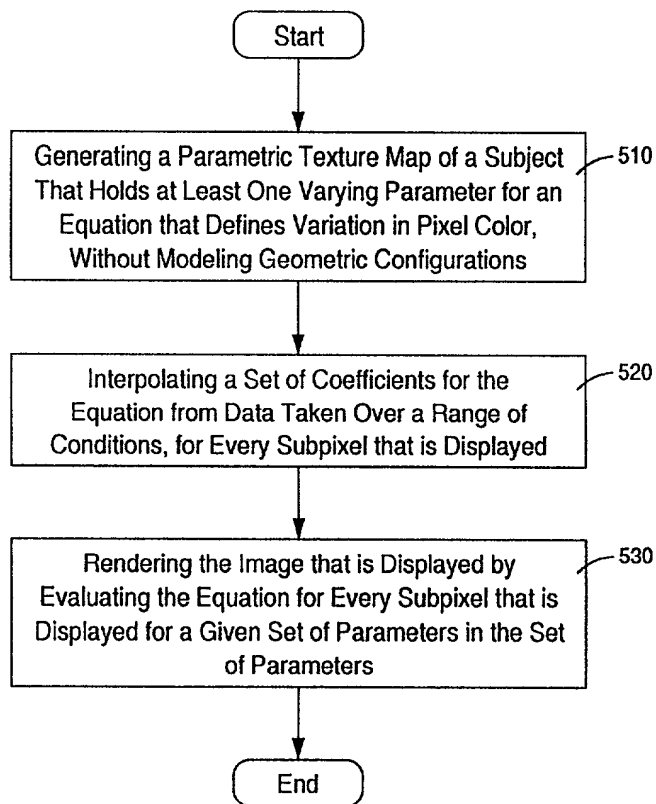 Start
Generating a Parametric Texture Map of a Subject
That Holds at Least One Varying Parameter for an
Equation that Defines Variation in Pixel Color,
Without Modeling Geometric Configurations
510
Interpolating a Set of Coefficients for the
Equation from Data Taken Over a Range of
Conditions, for Every Subpixel that is Displayed
520
Rendering the Image that is Displayed by
Evaluating the Equation for Every Subpixel that is
Displayed for a Given Set of Parameters in the Set
of Parameters
530
End